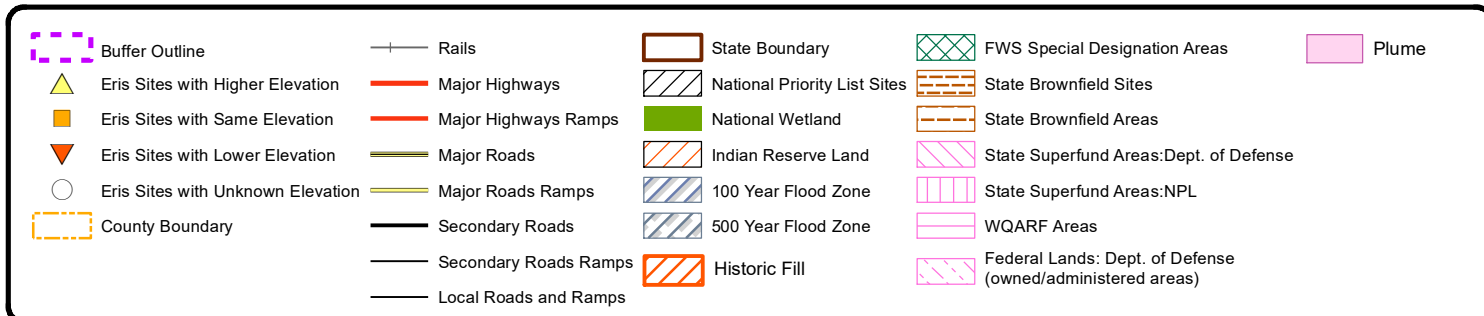 Buffer Outline
Eris Sites with Higher Elevation
Eris Sites with Same Elevation
Eris Sites with Lower Elevation
Eris Sites with Unknown Elevation
County Boundary
Rails
Major Highways
Major Highways Ramps
Major Roads
Major Roads Ramps
Secondary Roads
Secondary Roads Ramps
Local Roads and Ramps
State Boundary
National Priority List Sites
National Wetland
Indian Reserve Land
100 Year Flood Zone
500 Year Flood Zone
Historic Fill
FWS Special Designation Areas
State Brownfield Sites
State Brownfield Areas
State Superfund Areas:Dept. of Defense
State Superfund Areas:NPL
WQARF Areas
Federal Lands: Dept. of Defense
(owned/administered areas)
Plume